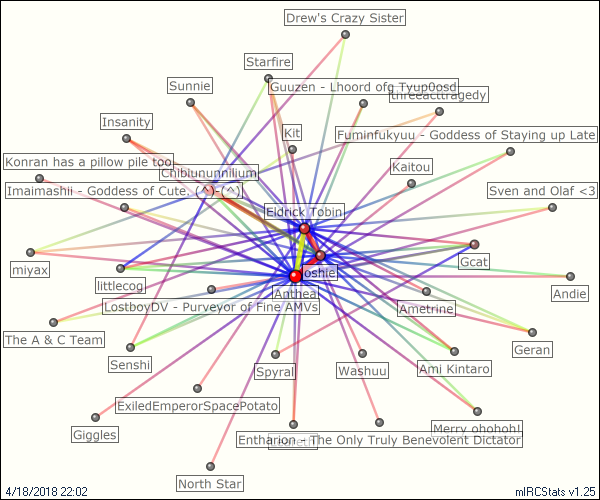 Drew's Crazy Sister
Starfire
Sunnie
Guuzen - Lhoord ofg Tyup0osd
threeacttragedy
Insanity
Kit
Fuminfukyuu - Goddess of Staying up Late
Konran has a pillow pile too
Chibiununnilium
Kaitou
Imaimashii - Goddess of Cute. (^)-(^)
Sven and Olaf <3
Eldrick Tobin
Gcat
miyax
Joshie
littlecog
Anthea
Andie
LostboyDV - Purveyor of Fine AMVs
Ametrine
The A & C Team
Geran
Senshi
Spyral
Washuu
Ami Kintaro
ExiledEmperorSpacePotato
Giggles
Merry ohohoh!
Entharion - The Only Truly Benevolent Dictator
North Star
4/18/2018 22:02
mIRCStats v1.25